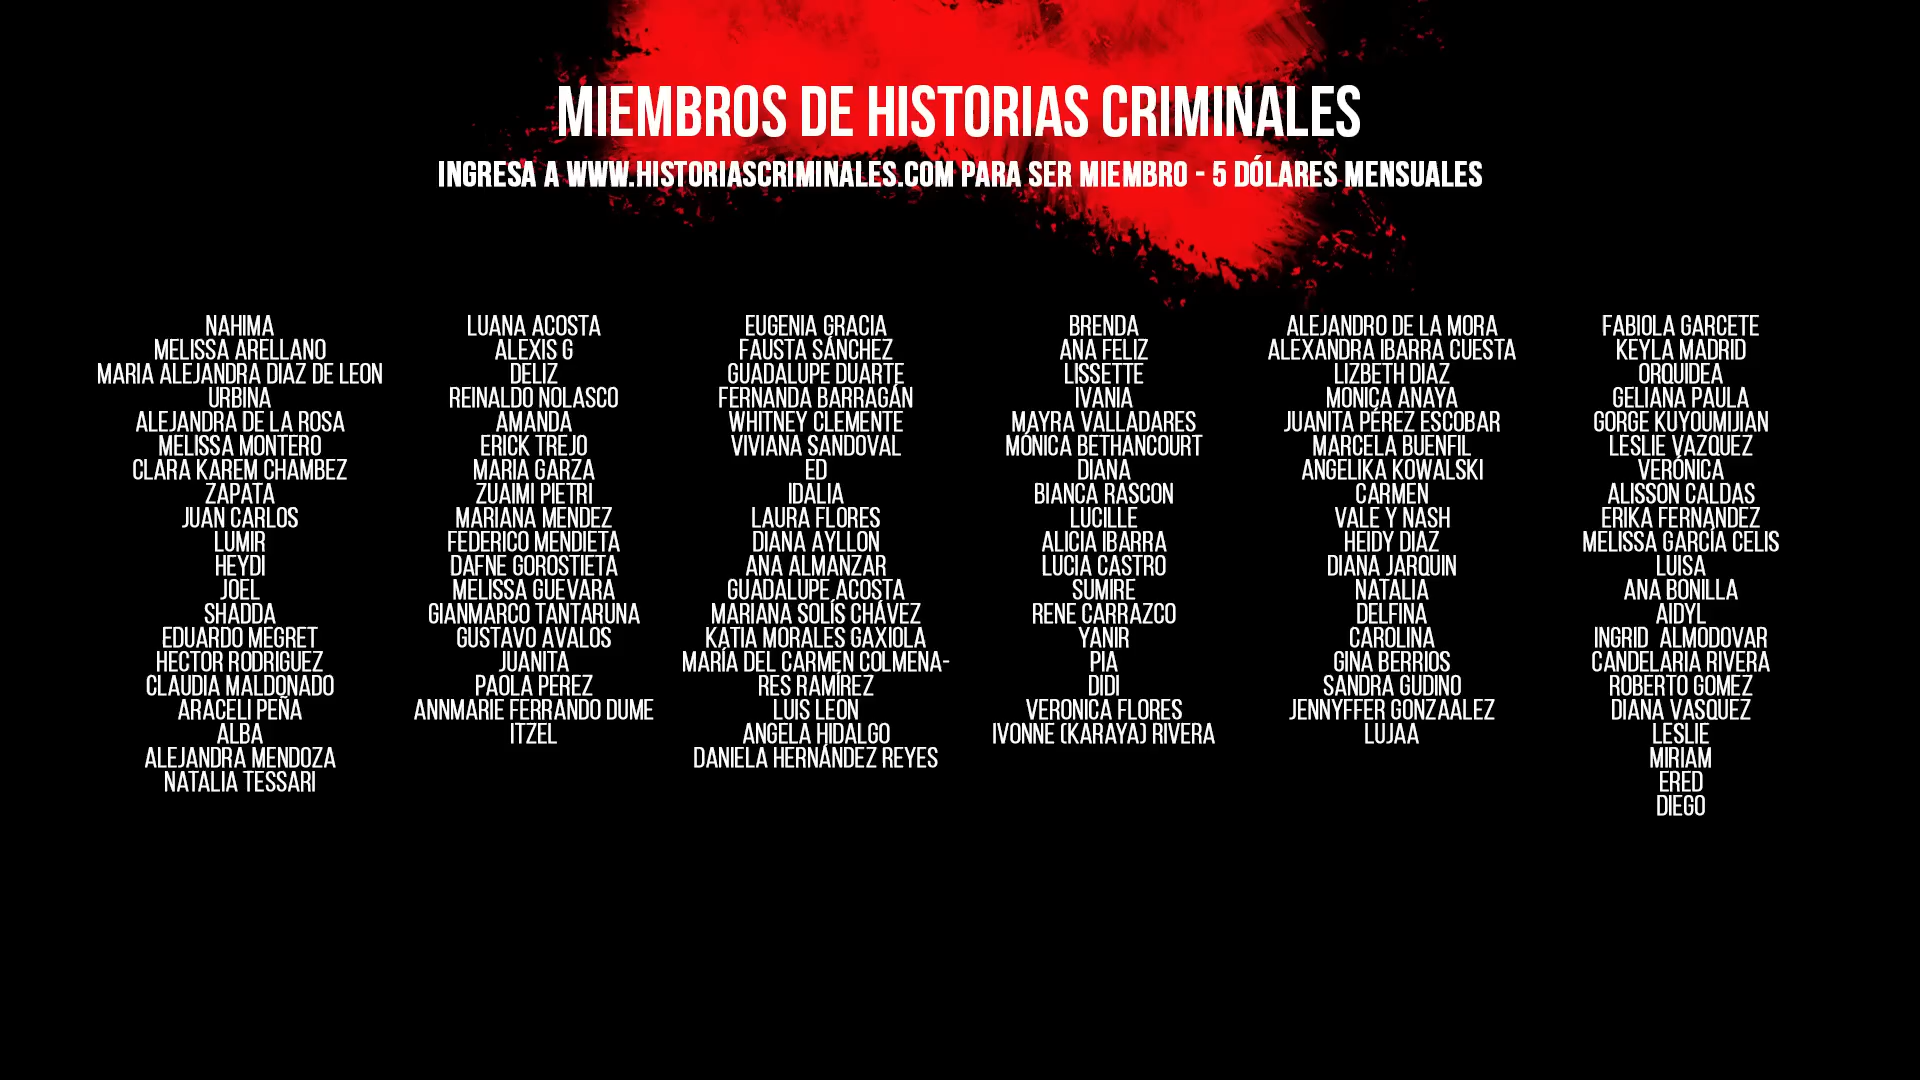 MIEMBROS DE HISTORIAS CRIMINALES
INGRESA A WWW.HISTORIASCRIMINALES.COM PARA SER MIEMBRO - 5 DÓLARES MENSUALES
NAHIMA
MELISSA ARELLANO
MARIA ALEJANDRA DIAZ DE LEON
URBINA
ALEJANDRA DE LA ROSA
MELISSA MONTERO
CLARA KAREM CHAMBEZ
ZAPATA
JUAN CARLOS
LUMIR
HEYDI
JOEL
SHADDA
EDUARDO MEGRET
HECTOR RODRIGUEZ
CLAUDIA MALDONADO
ARACELI PEÑA
ALBA
ALEJANDRA MENDOZA
NATALIA TESSARI
LUANA ACOSTA
ALEXIS G
DELIZ
REINALDO NOLASCO
AMANDA
ERICK TREJO
MARIA GARZA
ZUAIMI PIETRI
MARIANA MENDEZ
FEDERICO MENDIETA
DAFNE GOROSTIETA
MELISSA GUEVARA
GIANMARCO TANTARUNA
GUSTAVO AVALOS
JUANITA
PAOLA PEREZ
ANNMARIE FERRANDO DUME
ITZEL
EUGENIA GRACIA
FAUSTA SÁNCHEZ
GUADALUPE DUARTE
FERNANDA BARRAGÁN
WHITNEY CLEMENTE
VIVIANA SANDOVAL
ED
IDALIA
LAURA FLORES
DIANA AYLLON
ANA ALMANZAR
GUADALUPE ACOSTA
MARIANA SOLÍS CHÁVEZ
KATIA MORALES GAXIOLA
MARÍA DEL CARMEN COLMENA-
RES RAMÍREZ
LUIS LEON
ANGELA HIDALGO
DANIELA HERNÁNDEZ REYES
BRENDA
ANA FELIZ
LISSETTE
IVANIA
MAYRA VALLADARES
MÓNICA BETHANCOURT
DIANA
BIANCA RASCON
LUCILLE
ALICIA IBARRA
LUCIA CASTRO
SUMIRE
RENE CARRAZCO
YANIR
PIA
DIDI
VERONICA FLORES
IVONNE (KARAYA) RIVERA
ALEJANDRO DE LA MORA
ALEXANDRA IBARRA CUESTA
LIZBETH DIAZ
MONICA ANAYA
JUANITA PÉREZ ESCOBAR
MARCELA BUENFIL
ANGELIKA KOWALSKI
CARMEN
VALE Y NASH
HEIDY DIAZ
DIANA JARQUIN
NATALIA
DELFINA
CAROLINA
GINA BERRIOS
SANDRA GUDINO
JENNYFFER GONZAALEZ
LUJAA
FABIOLA GARCETE
KEYLA MADRID
ORQUIDEA
GELIANA PAULA
GORGE KUYOUMIJIAN
LESLIE VAZQUEZ
VERÓNICA
ALISSON CALDAS
ERIKA FERNANDEZ
MELISSA GARCÍA CELIS
LUISA
ANA BONILLA
AIDYL
INGRID  ALMODOVAR
CANDELARIA RIVERA
ROBERTO GOMEZ
DIANA VASQUEZ
LESLIE
MIRIAM
ERED
DIEGO